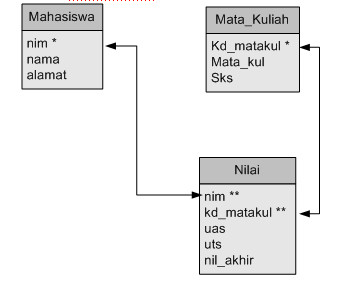 Mahasiswa
nim *
nama
alamat
Mata_Kuliah
Kd_matakul *
Mata_kul
Sks
Nilai
nim **
kd_matakul **
uas
uts
nil_akhir